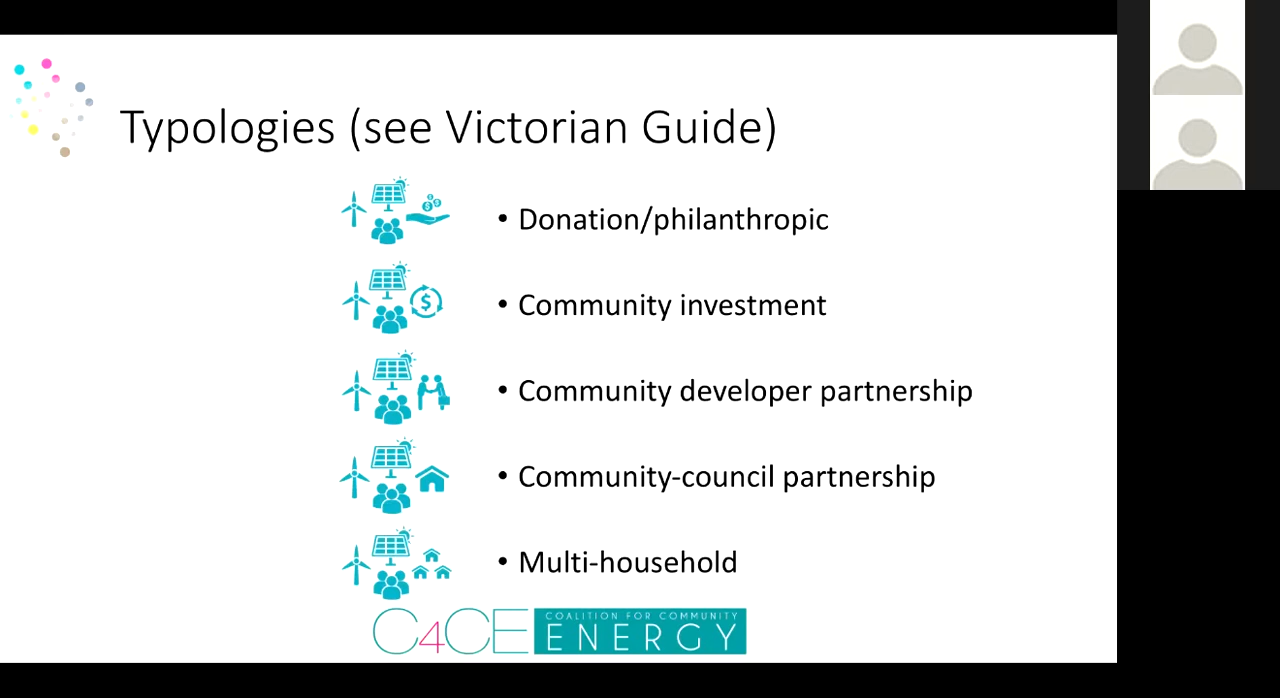 Typologies (see Victorian Guide)
• Donation/philanthropic
• Community investment
• Community developer partnership
• Community-council partnership
• Multi-household
C4CE COALITION FOR COMMUNITY
ENERGY